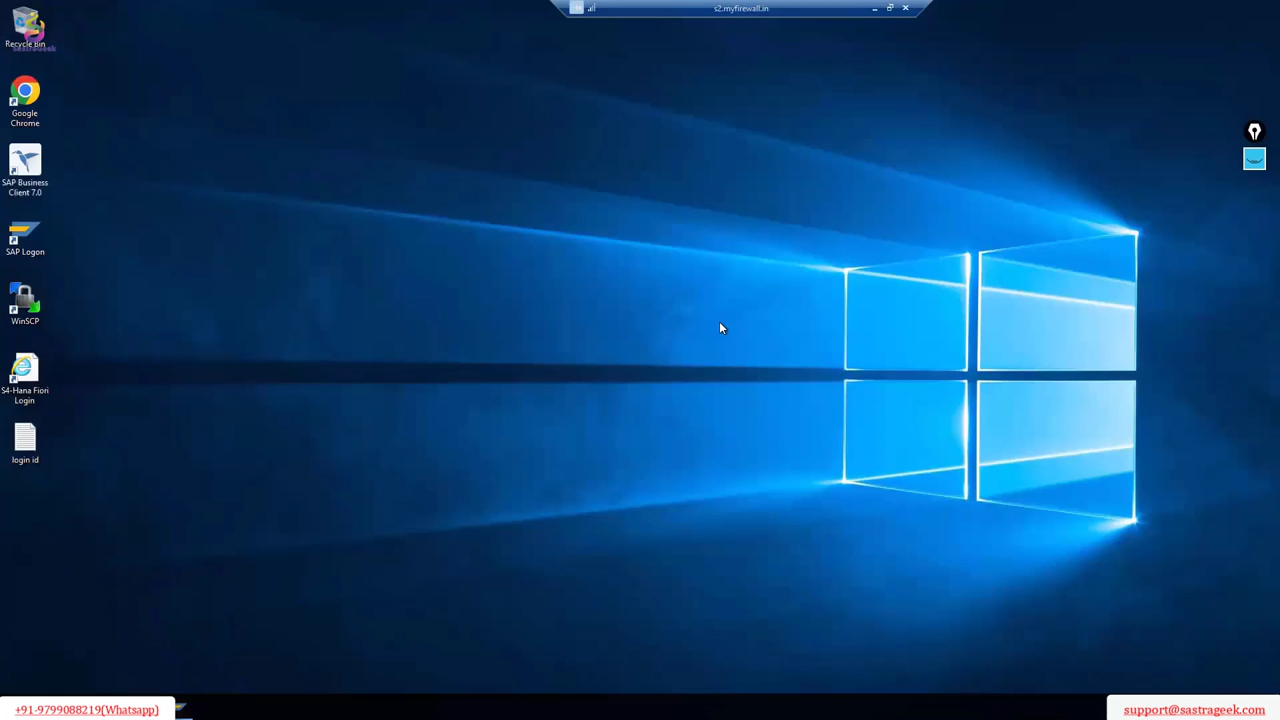 s2.myfirewall.in
Recycle Bin
sastraGeek
Google
Chrome
SAP Business
Client 7.0
SAP Logon
WinSCP
S4-Hana Fiori
Login
login id
+91-9799088219(Whatsapp)
support@sastrageek.com